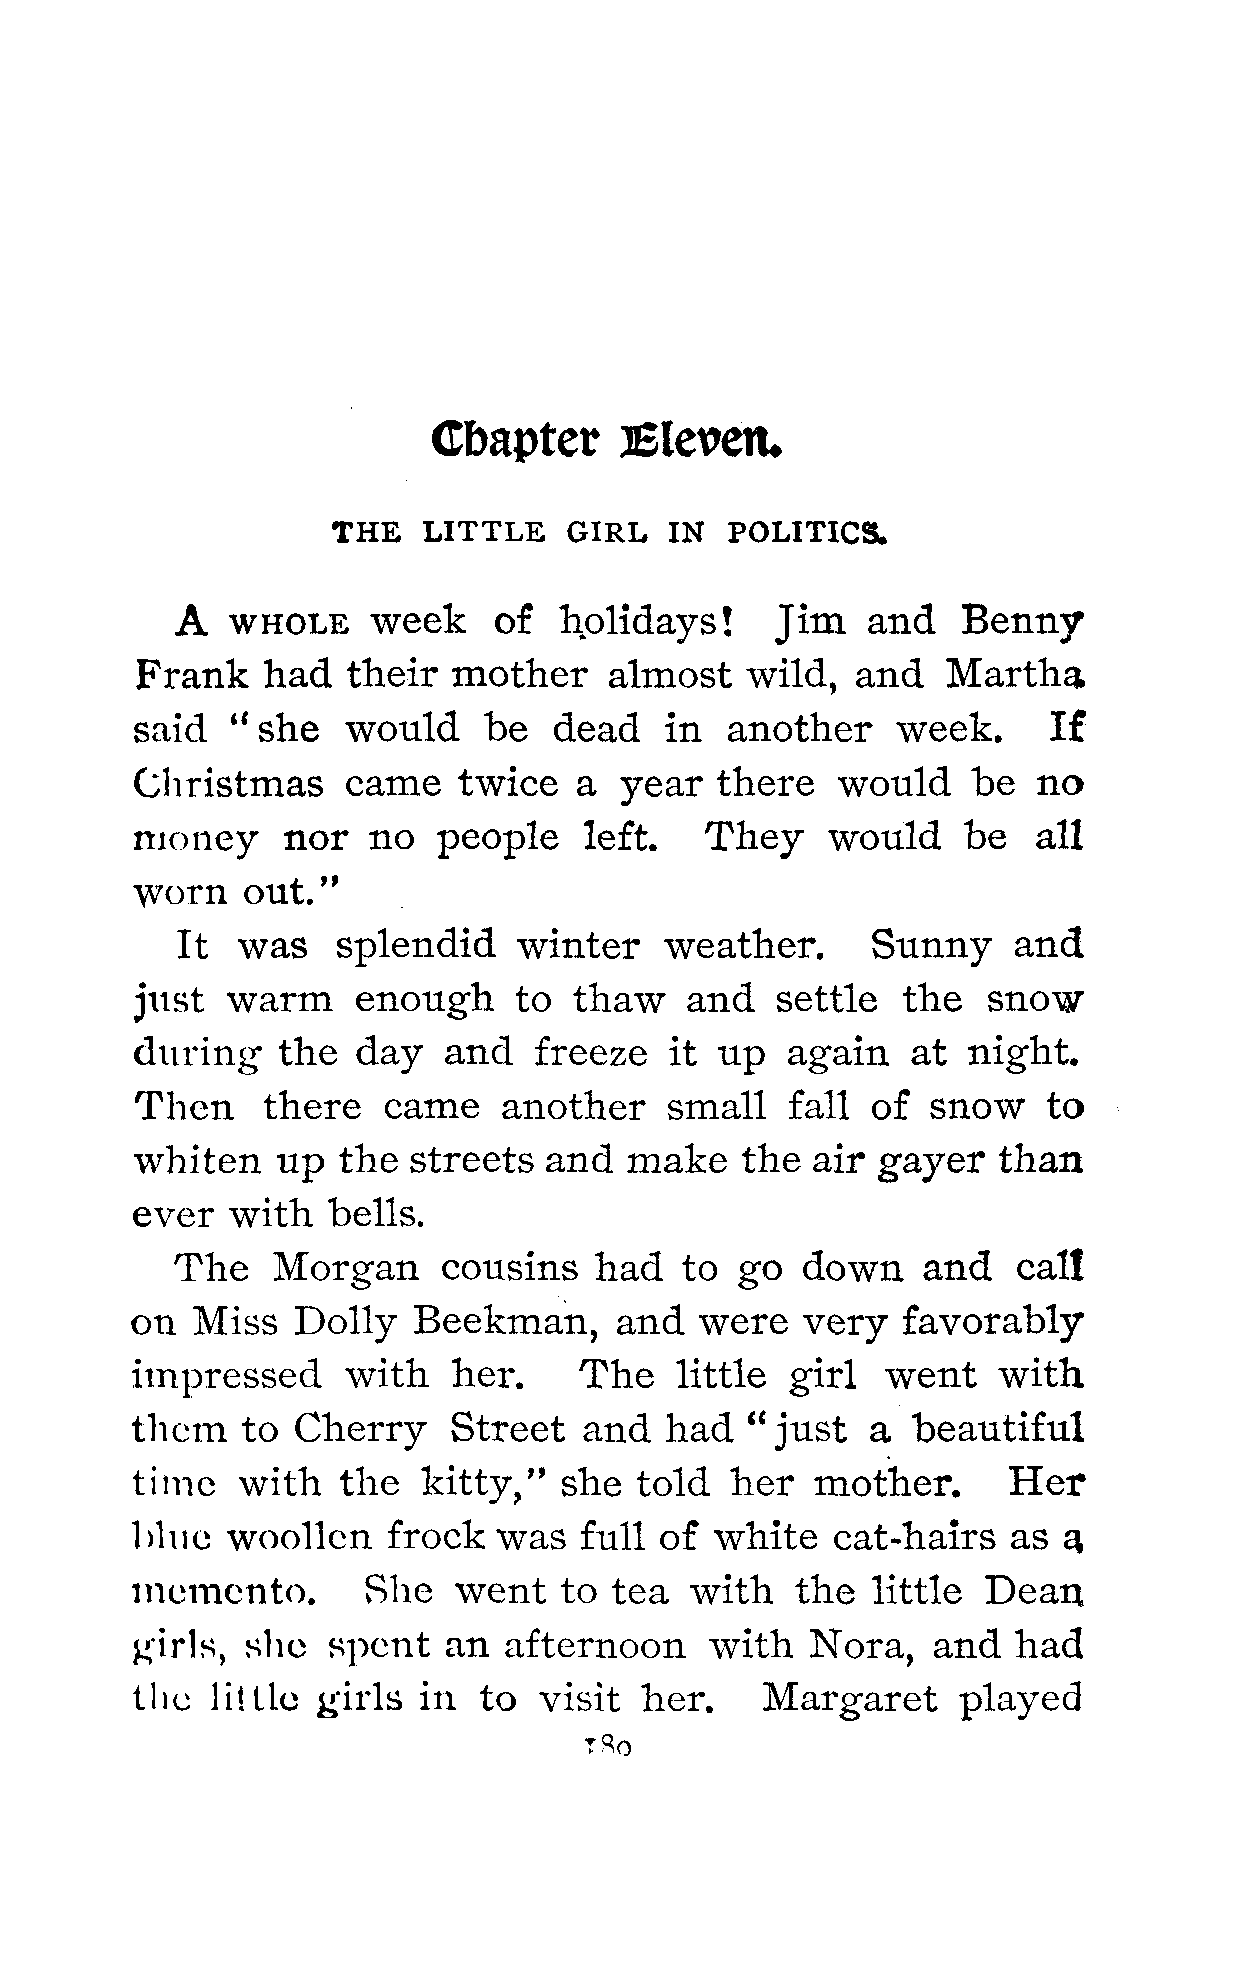 Chapter Eleven.
THE LITTLE GIRL IN POLITICS.
A WHOLE week of holidays! Jim and Benny
Frank had their mother almost wild, and Martha
said "she would be dead in another week. If
Christmas came twice a year there would be no
money nor no people left. They would be all
worn out."
It was splendid winter weather. Sunny and
just warm enough to thaw and settle the snow
during the day and freeze it up again at night.
Then there came another small fall of snow to
whiten up the streets and make the air gayer than
ever with bells.
The Morgan cousins had to go down and call
on Miss Dolly Beekman, and were very favorably
impressed with her. The little girl went with
them to Cherry Street and had "just a beautiful
time with the kitty," she told her mother. Her
blue woollen frock was full of white cat-hairs as a
memento. She went to tea with the little Dean
girls, she spent an afternoon with Nora, and had
the little girls in to visit her. Margaret played
180